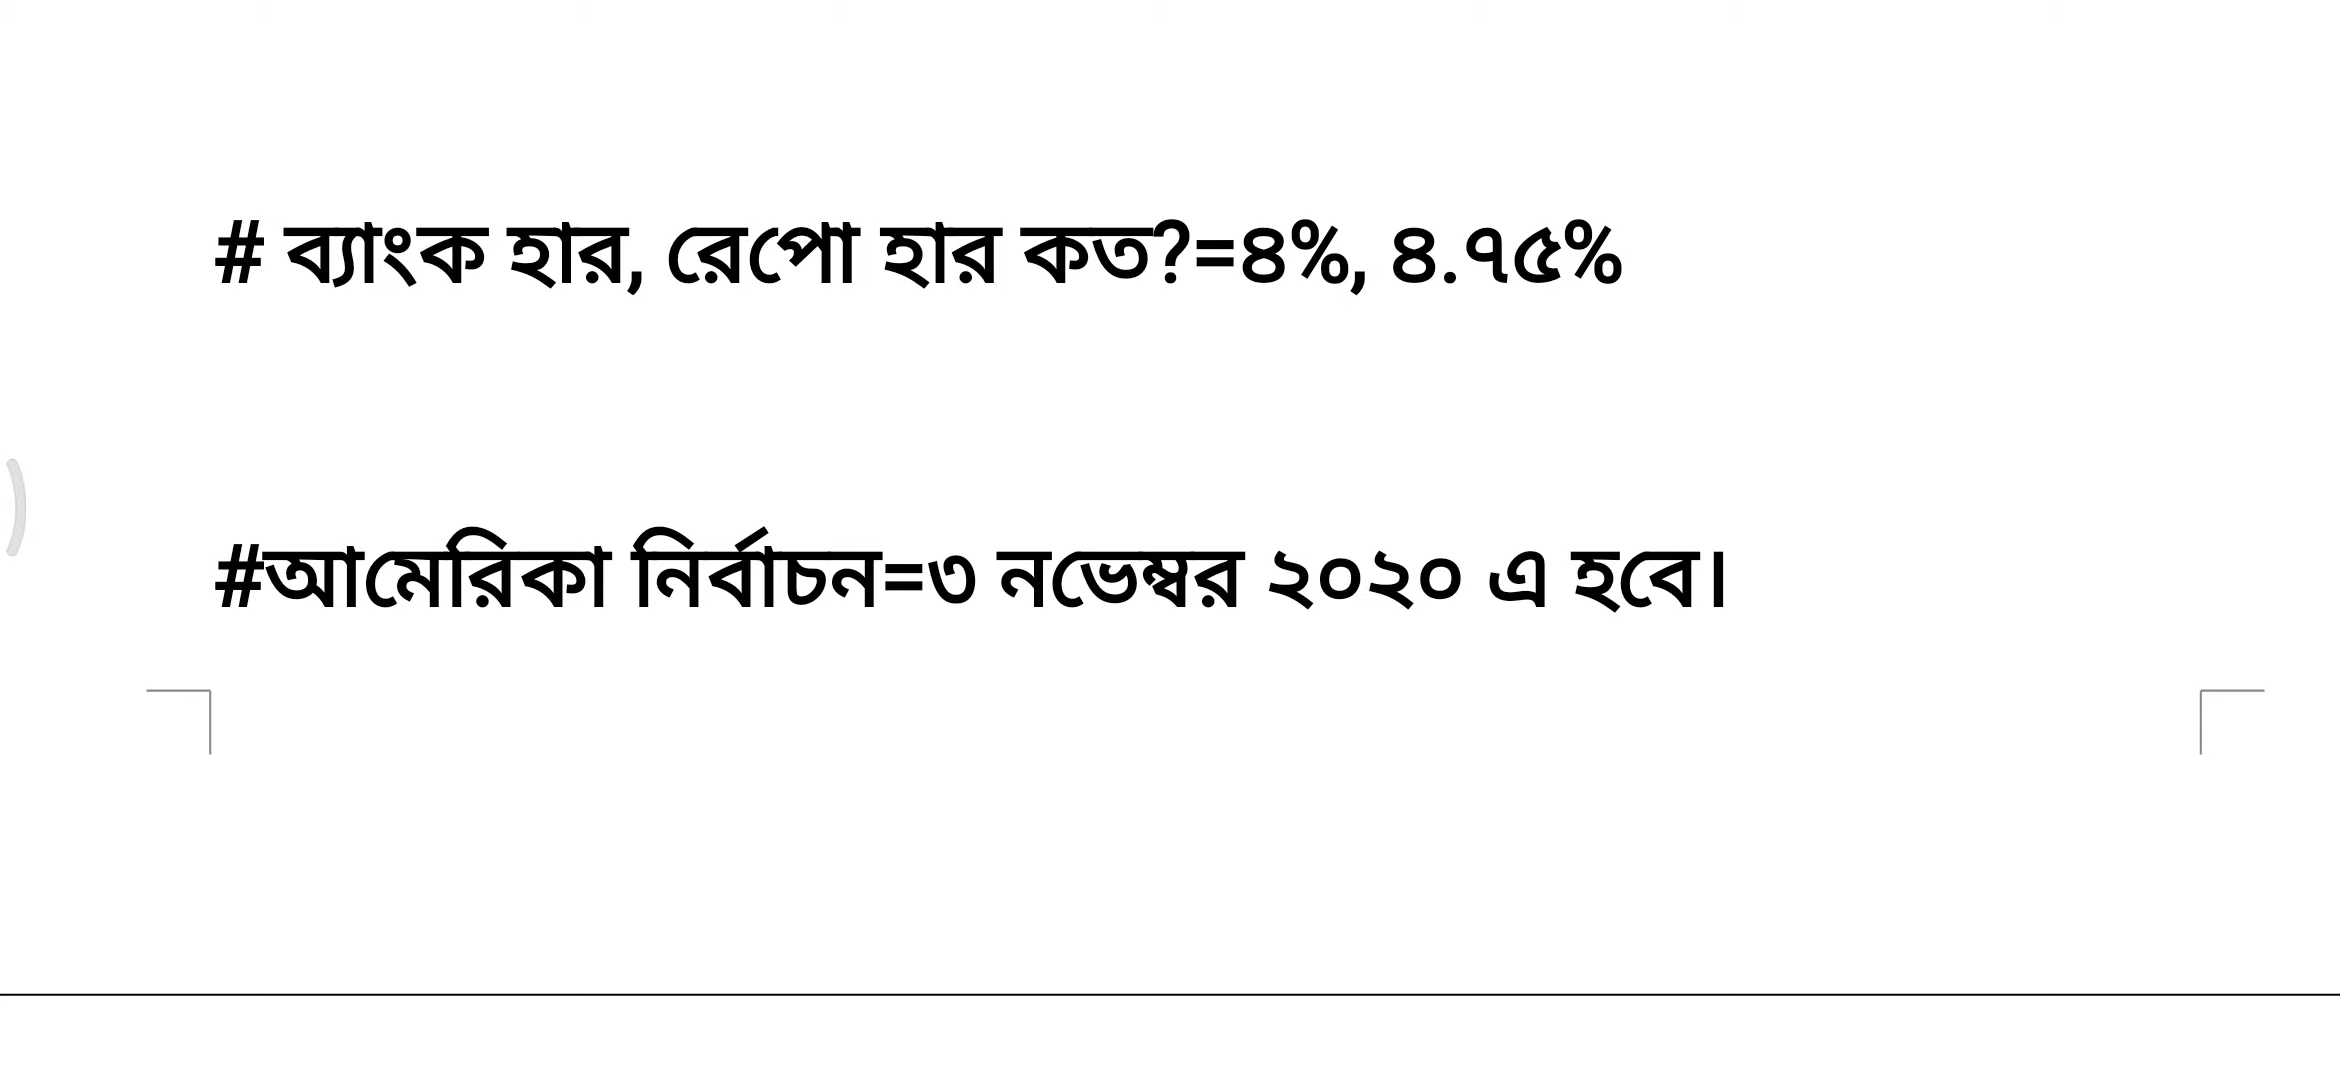 # ব্যাংক হার, রেপো হার কত?=৪%, ৪.৭৫%
#আমেরিকা নির্বাচন=৩ নভেম্বর ২০২০ এ হবে।